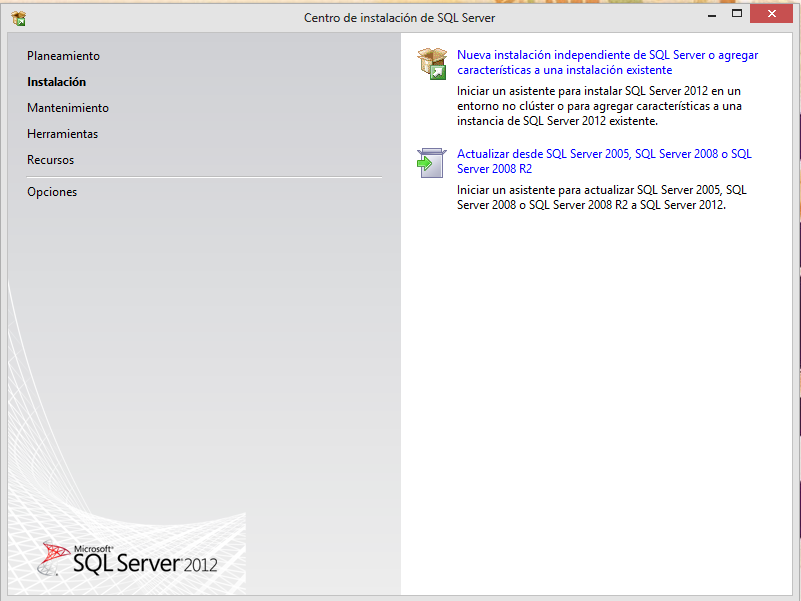 Centro de instalación de SQL Server
Planeamiento
Instalación
Mantenimiento
Herramientas
Recursos
Opciones
Nueva instalación independiente de SQL Server o agregar
características a una instalación existente
Iniciar un asistente para instalar SQL Server 2012 en un
entorno no clúster o para agregar características a una
instancia de SQL Server 2012 existente.
Actualizar desde SQL Server 2005, SQL Server 2008 o SQL
Server 2008 R2
Iniciar un asistente para actualizar SQL Server 2005, SQL
Server 2008 o SQL Server 2008 R2 a SQL Server 2012.
Microsoft®
SQL Server® 2012